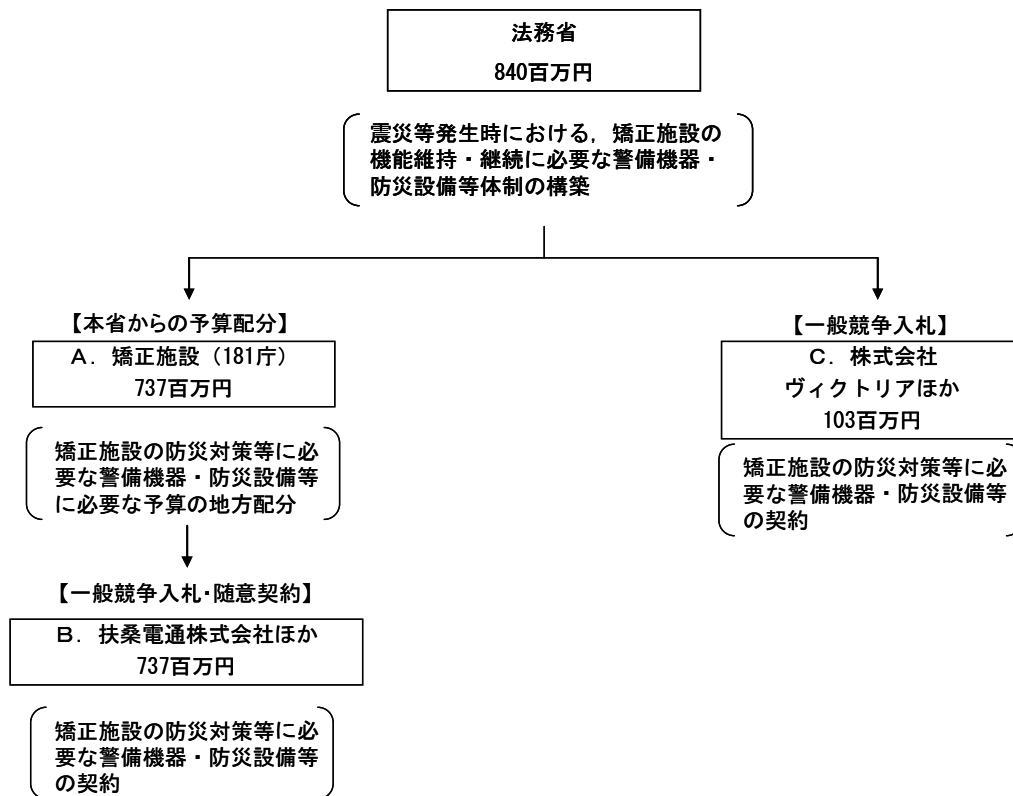 法務省
840百万円
震災等発生時における，矯正施設の
機能維持・継続に必要な警備機器・
防災設備等体制の構築
【本省からの予算配分】
Ａ．矯正施設（181庁）
737百万円
矯正施設の防災対策等に必
要な警備機器・防災設備等
に必要な予算の地方配分
【一般競争入札・随意契約】
Ｂ．扶桑電通株式会社ほか
737百万円
矯正施設の防災対策等に必
要な警備機器・防災設備等
の契約
【一般競争入札】
Ｃ．株式会社
ヴィクトリアほか
103百万円
矯正施設の防災対策等に必
要な警備機器・防災設備等
の契約